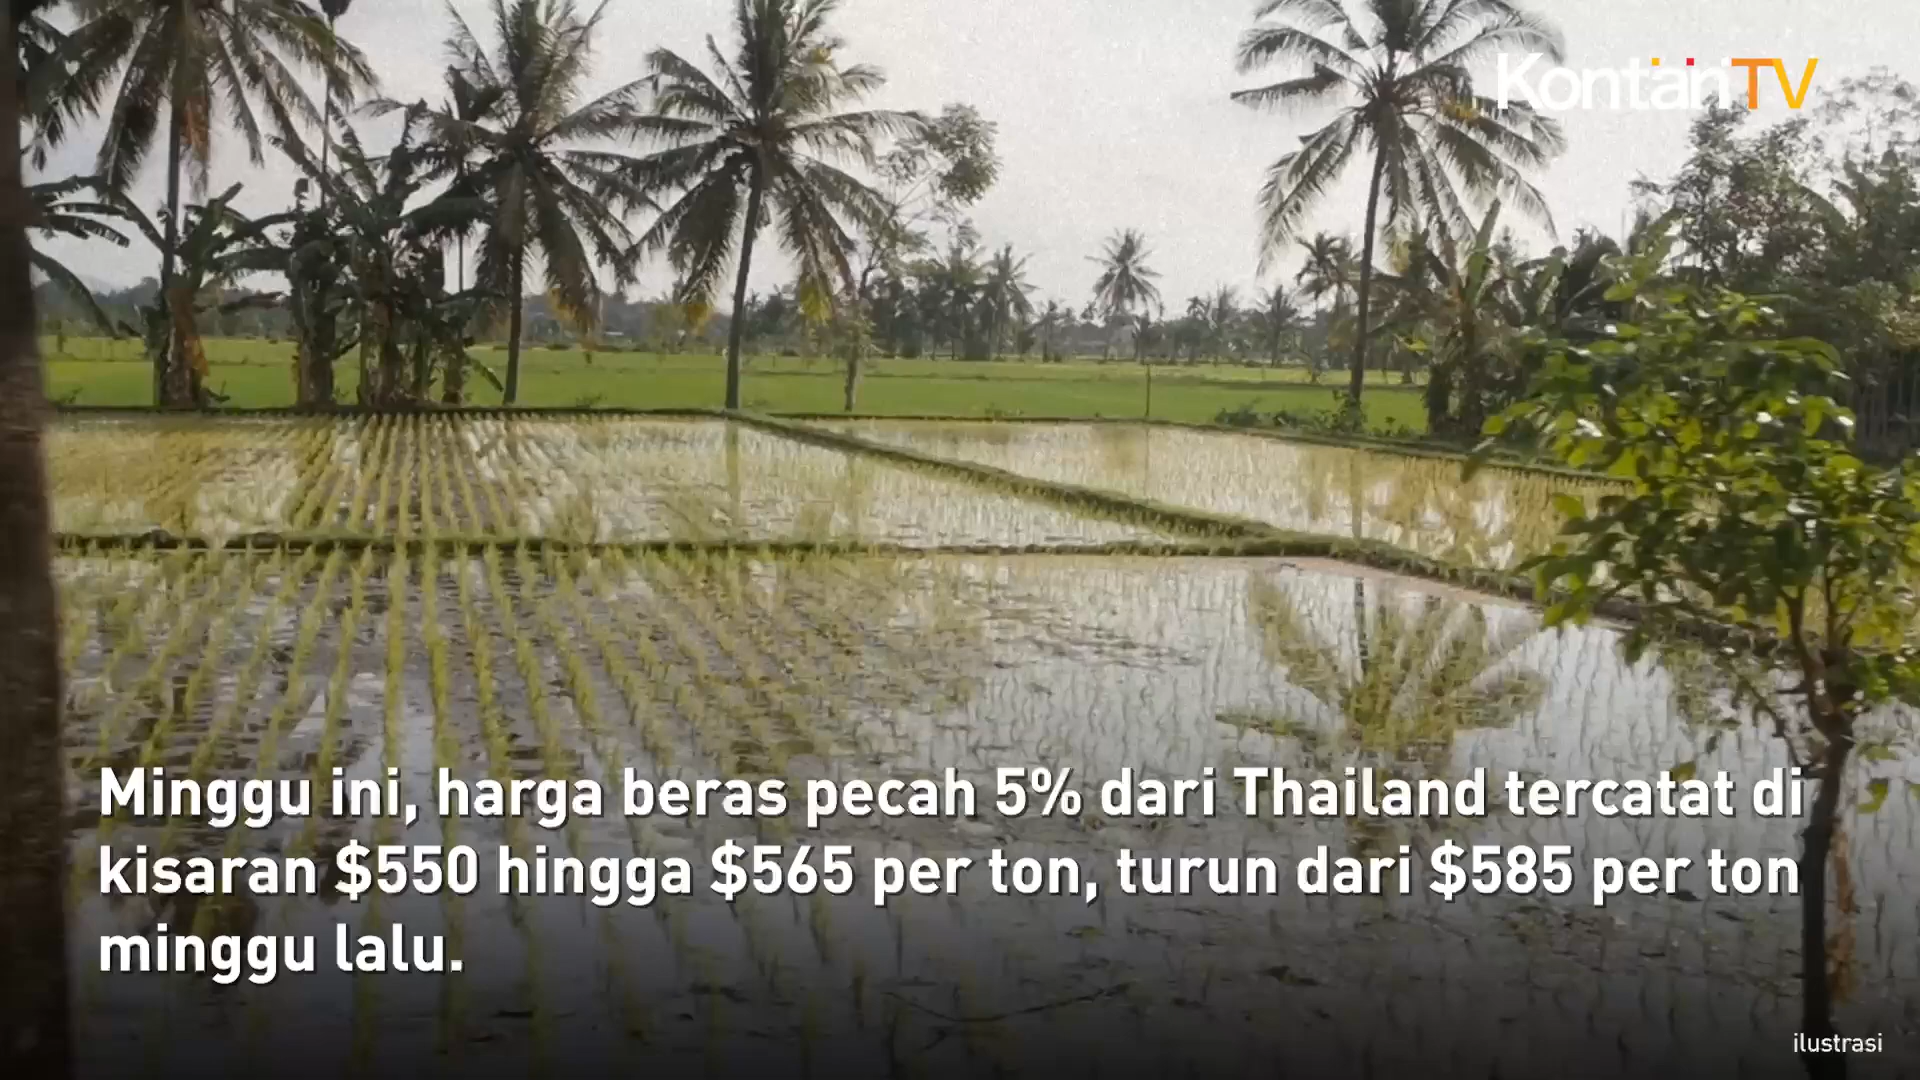 KontanTV
Minggu ini, harga beras pecah 5% dari Thailand tercatat di
kisaran $550 hingga $565 per ton, turun dari $585 per ton
minggu lalu.
ilustrasi